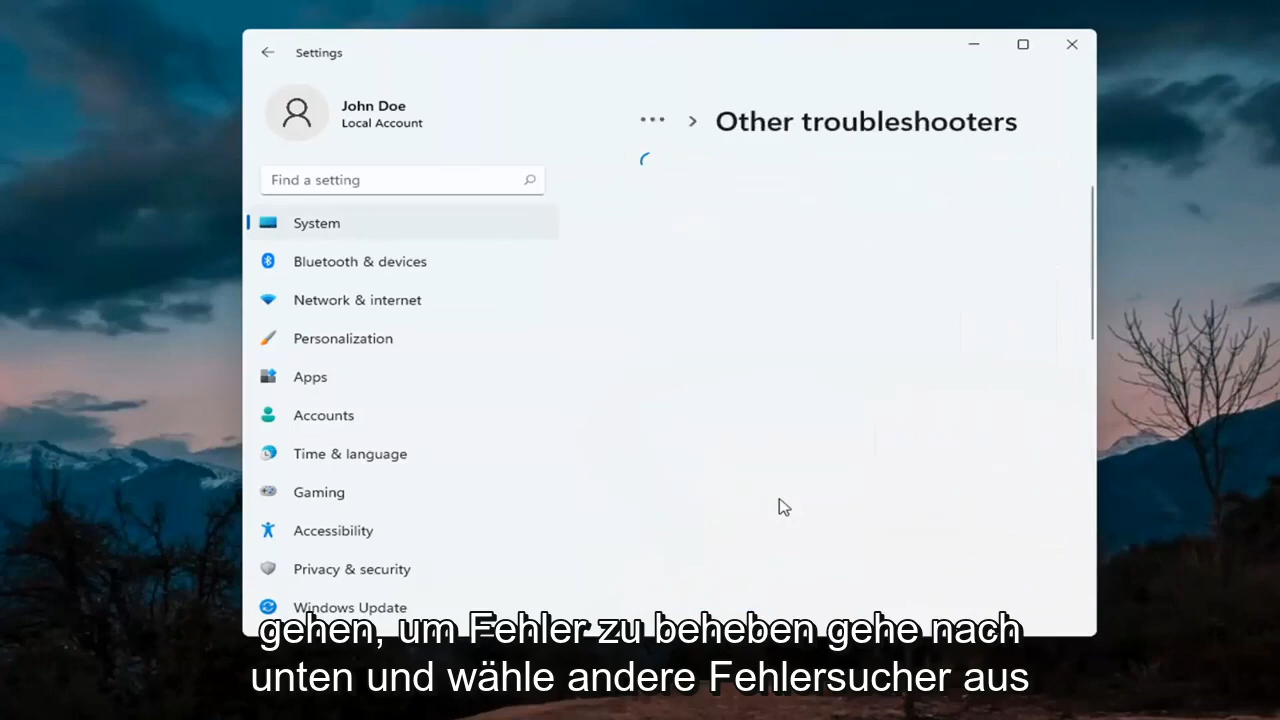 Settings
John Doe
Local Account
Find a setting
System
Bluetooth & devices
Network & internet
Personalization
Apps
Accounts
Time & language
Gaming
Accessibility
Privacy & security
Windows Update
... > Other troubleshooters
gehen, um Fehler zu beheben gehe nach
unten und wähle andere Fehlersucher aus